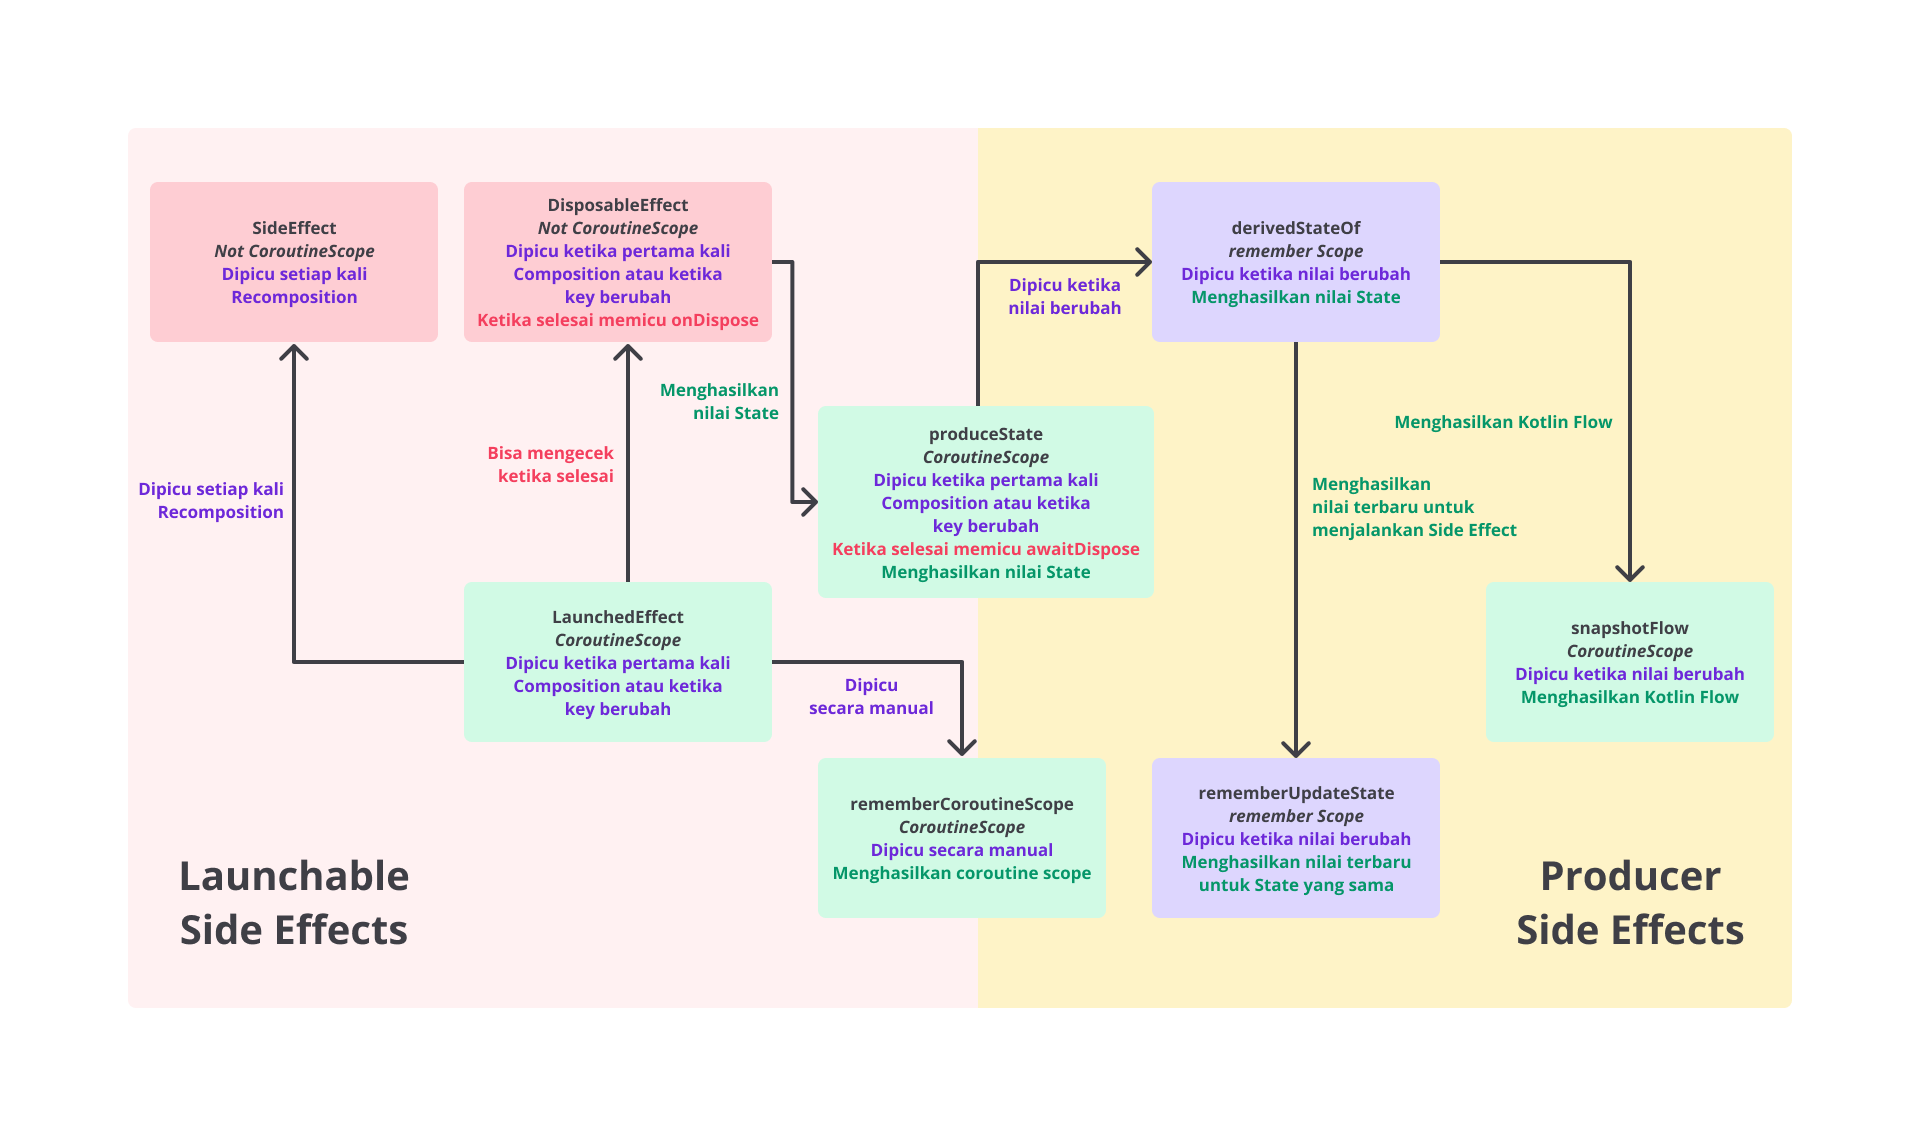 SideEffect
Not CoroutineScope
Dipicu setiap kali
Recomposition
DisposableEffect
Not CoroutineScope
Dipicu ketika pertama kali
Composition atau ketika
key berubah
Ketika selesai memicu onDispose
derivedStateOf
remember Scope
Dipicu ketika nilai berubah
Menghasilkan nilai State
Dipicu ketika
nilai berubah
Menghasilkan
nilai State
Bisa mengecek
ketika selesai
Dipicu setiap kali
Recomposition
produceState
CoroutineScope
Dipicu ketika pertama kali
Composition atau ketika
key berubah
Ketika selesai memicu awaitDispose
Menghasilkan nilai State
Menghasilkan Kotlin Flow
Menghasilkan
nilai terbaru untuk
menjalankan Side Effect
LaunchedEffect
CoroutineScope
Dipicu ketika pertama kali
Composition atau ketika
key berubah
Dipicu
secara manual
snapshotFlow
CoroutineScope
Dipicu ketika nilai berubah
Menghasilkan Kotlin Flow
rememberCoroutineScope
CoroutineScope
Dipicu secara manual
Menghasilkan coroutine scope
rememberUpdateState
remember Scope
Dipicu ketika nilai berubah
Menghasilkan nilai terbaru
untuk State yang sama
Launchable
Side Effects
Producer
Side Effects